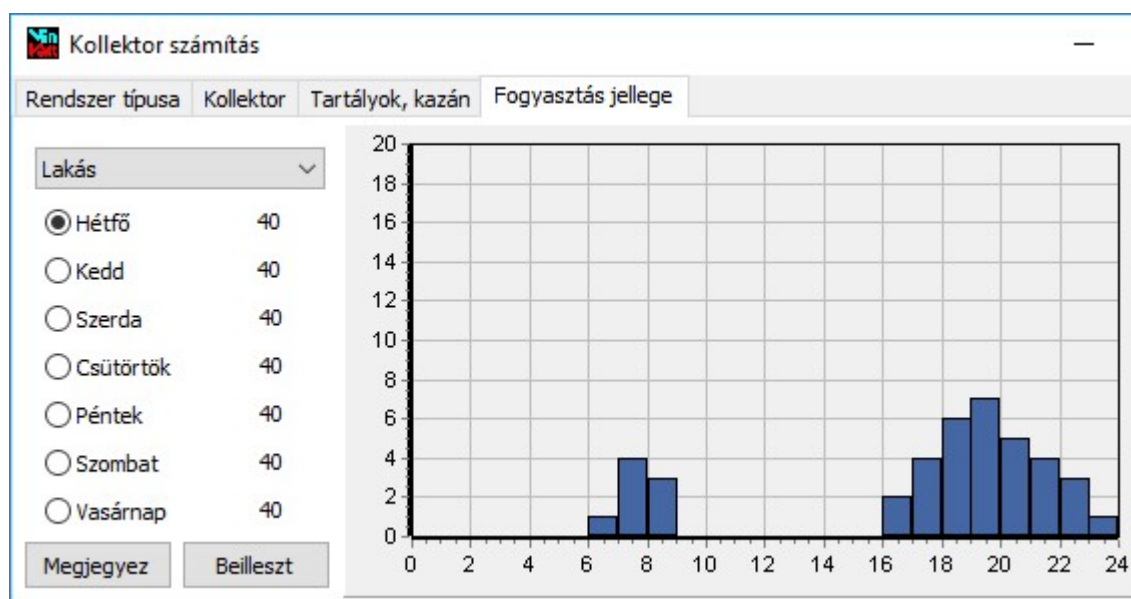 Kollektor számítás
Rendszer típusa Kollektor Tartályok, kazán Fogyasztás jellege
Lakás
Hétfő 40
Kedd 40
Szerda 40
Csütörtök 40
Péntek 40
Szombat 40
Vasárnap 40
Megjegyez Beilleszt
20
18
16
14
12
10
8
6
4
2
0
0 2 4 6 8 10 12 14 16 18 20 22 24